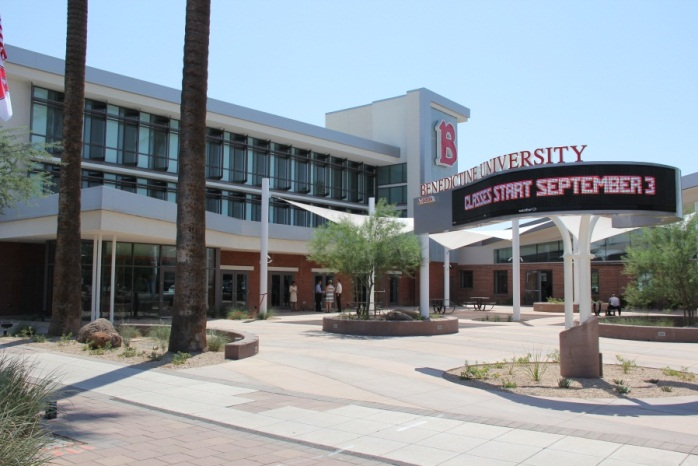 B
BENEDICTINE UNIVERSITY
CLASSES START SEPTEMBER 3